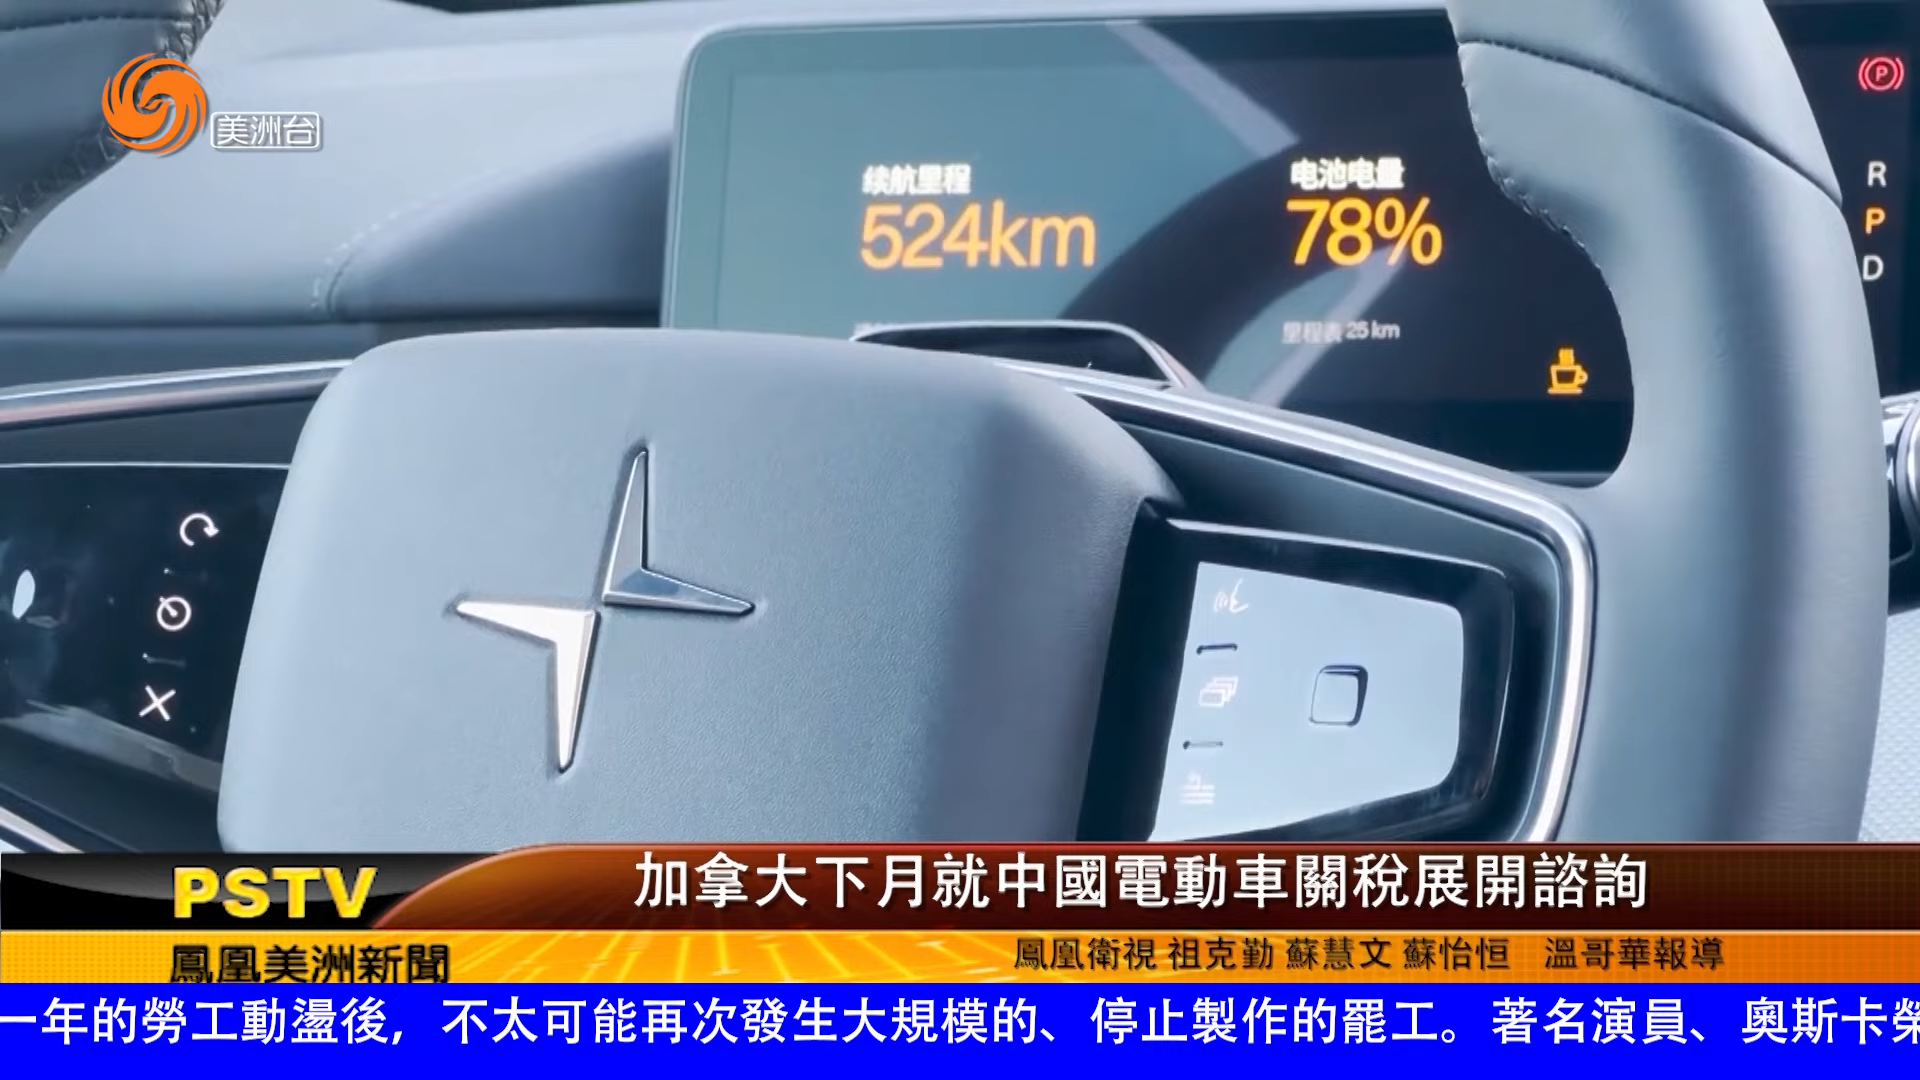 美洲台
续航里程
524km
电池电量
78%
里程表 25 km
P
R
P
D
PSTV
加拿大下月就中國電動車關稅展開諮詢
鳳凰美洲新聞
鳳凰衛視 祖克勤 蘇慧文 蘇怡恒 溫哥華報導
一年的勞工動盪後，不太可能再次發生大規模的、停止製作的罷工。著名演員、奧斯卡榮